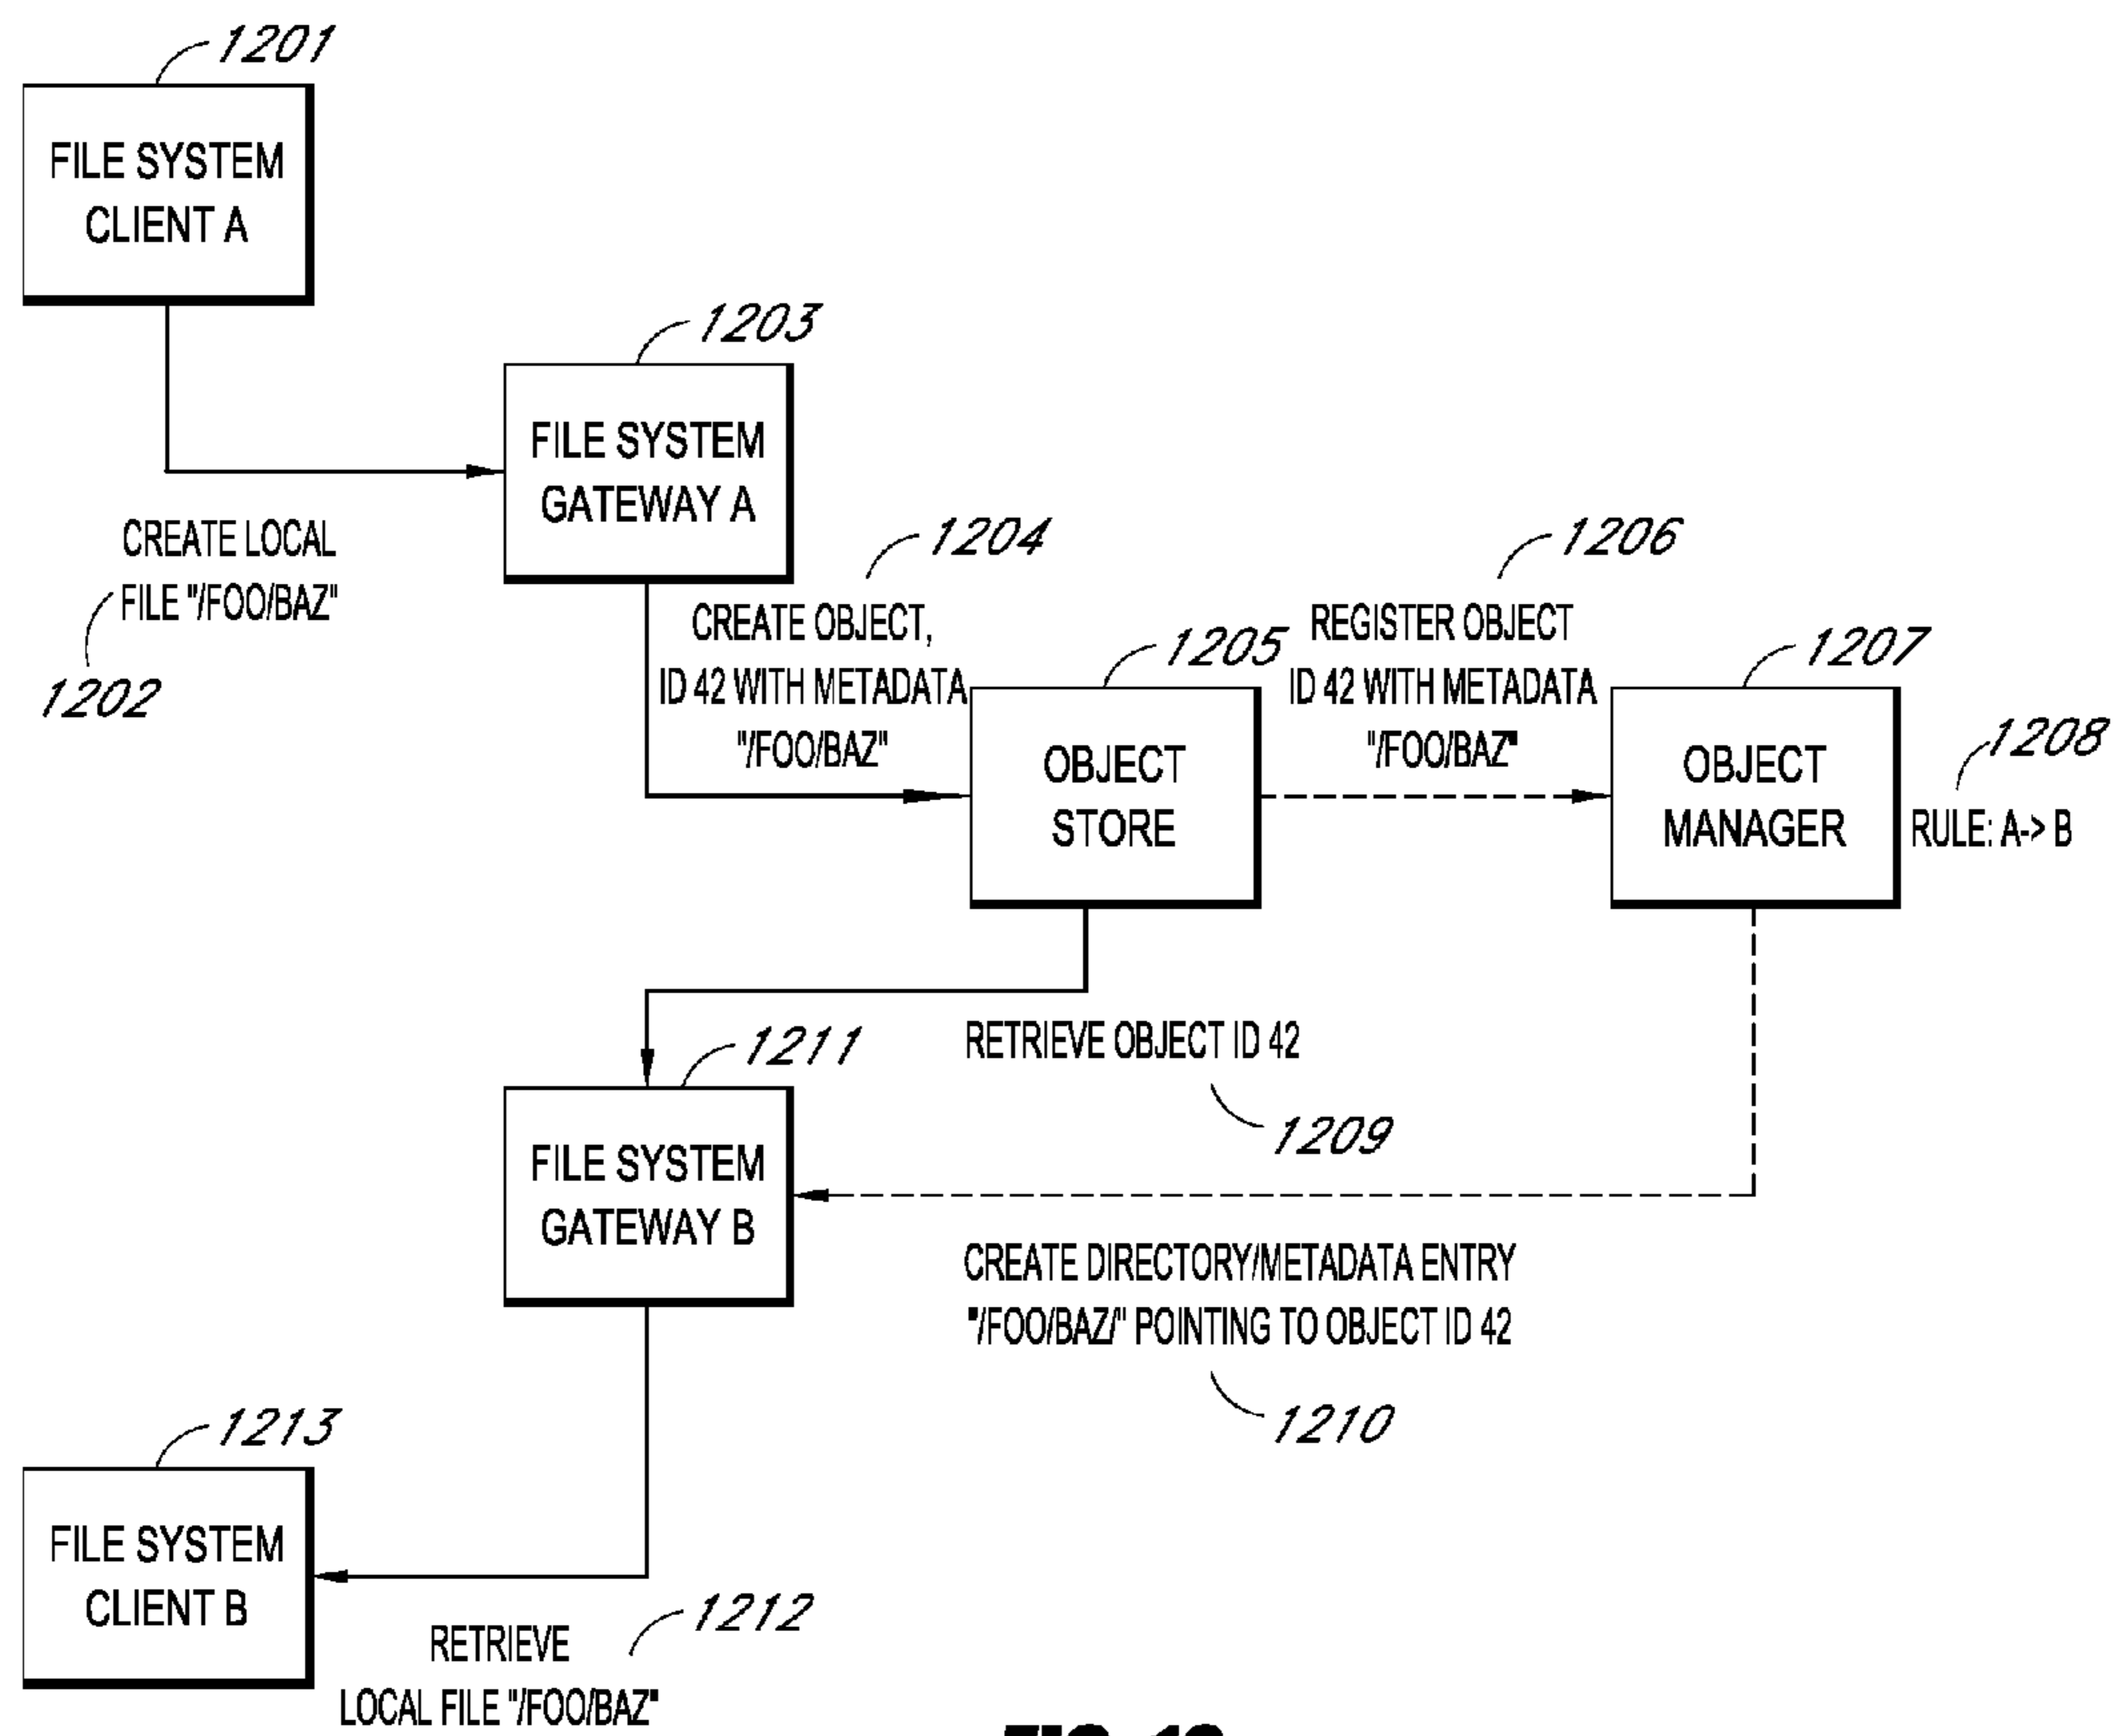 1201
FILE SYSTEM
CLIENT A
1203
FILE SYSTEM
GATEWAY A
CREATE LOCAL
FILE "/FOO/BAZ"
1202
1204
CREATE OBJECT,
ID 42 WITH METADATA
"/FOO/BAZ"
1205
OBJECT
STORE
1206
REGISTER OBJECT
ID 42 WITH METADATA
"/FOO/BAZ"
1207
OBJECT
MANAGER
1208
RULE: A-> B
1211
RETRIEVE OBJECT ID 42
1209
FILE SYSTEM
GATEWAY B
CREATE DIRECTORY/METADATA ENTRY
"/FOO/BAZ/" POINTING TO OBJECT ID 42
1210
1213
FILE SYSTEM
CLIENT B
1212
RETRIEVE
LOCAL FILE "/FOO/BAZ"